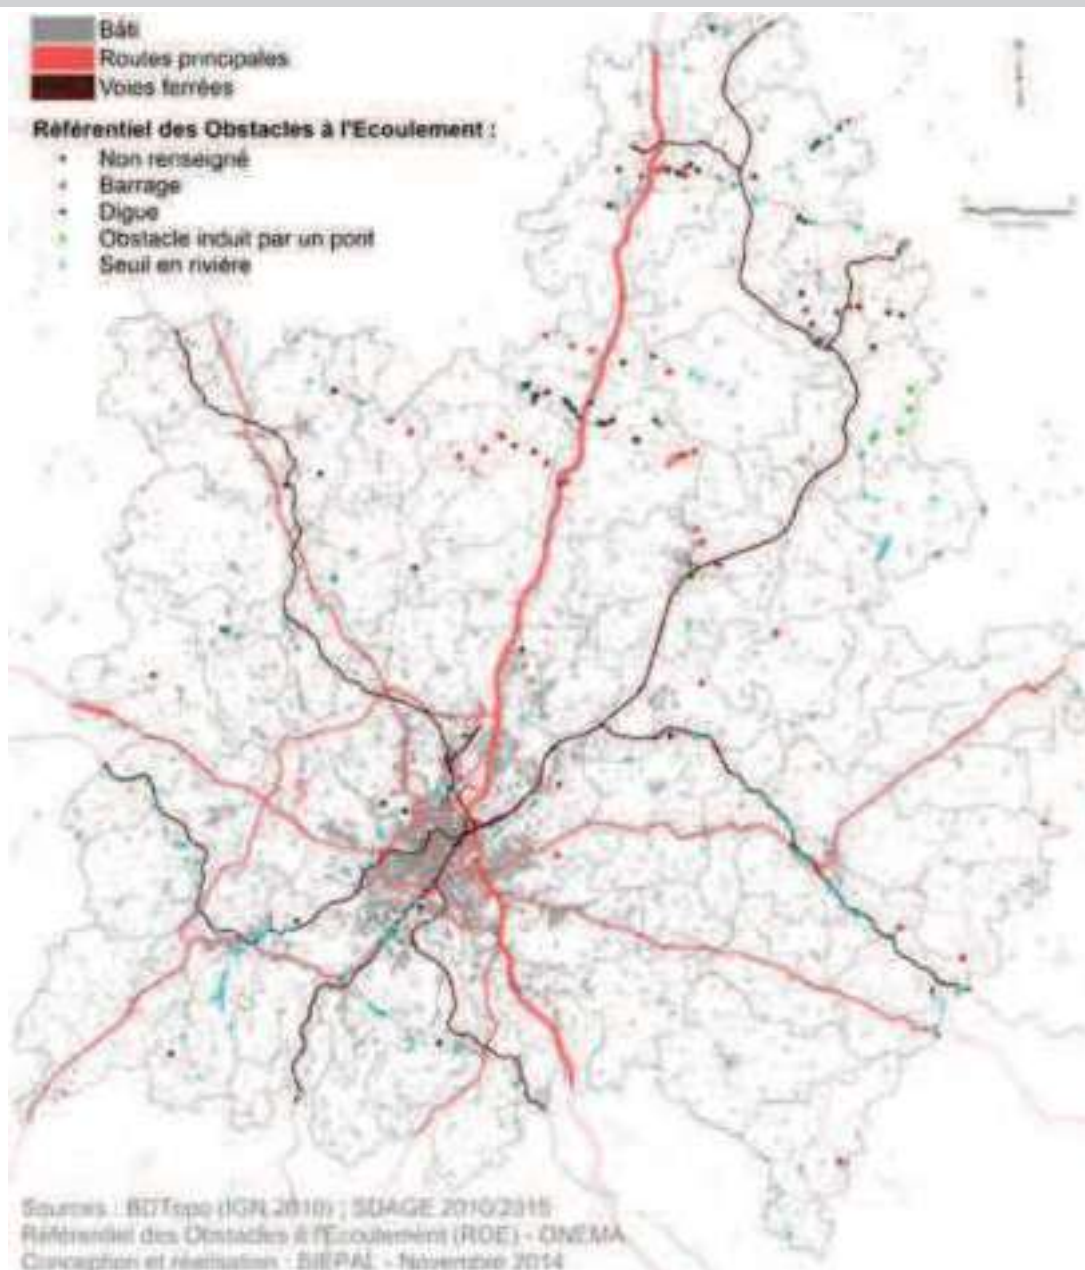 Bâti
Routes principales
Voies ferrées
Référentiel des Obstacles à l'Ecoulement :
Non renseigné
Barrage
Digue
Obstacle induit par un pont
Seuil en rivière
Sources : BDTopo (IGN 2010) ; SDAGE 2010/2015
Référentiel des Obstacles à l'Ecoulement (ROE) - ONEMA
Conception et réalisation : SIEPAL - Novembre 2014